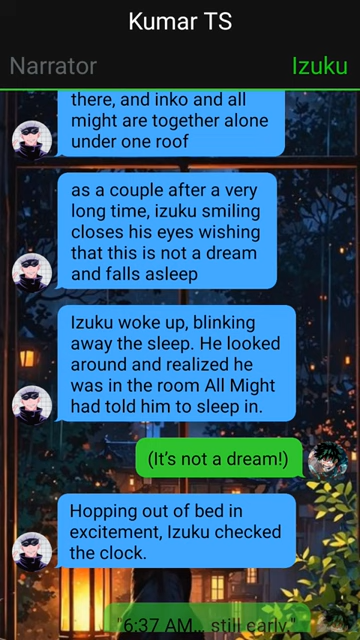 Kumar TS
Narrator
Izuku
there, and inko and all
might are together alone
under one roof
as a couple after a very
long time, izuku smiling
closes his eyes wishing
that this is not a dream
and falls asleep
Izuku woke up, blinking
away the sleep. He looked
around and realized he
was in the room All Might
had told him to sleep in.
(It’s not a dream!)
Hopping out of bed in
excitement, Izuku checked
the clock.
"6:37 AM... still early."